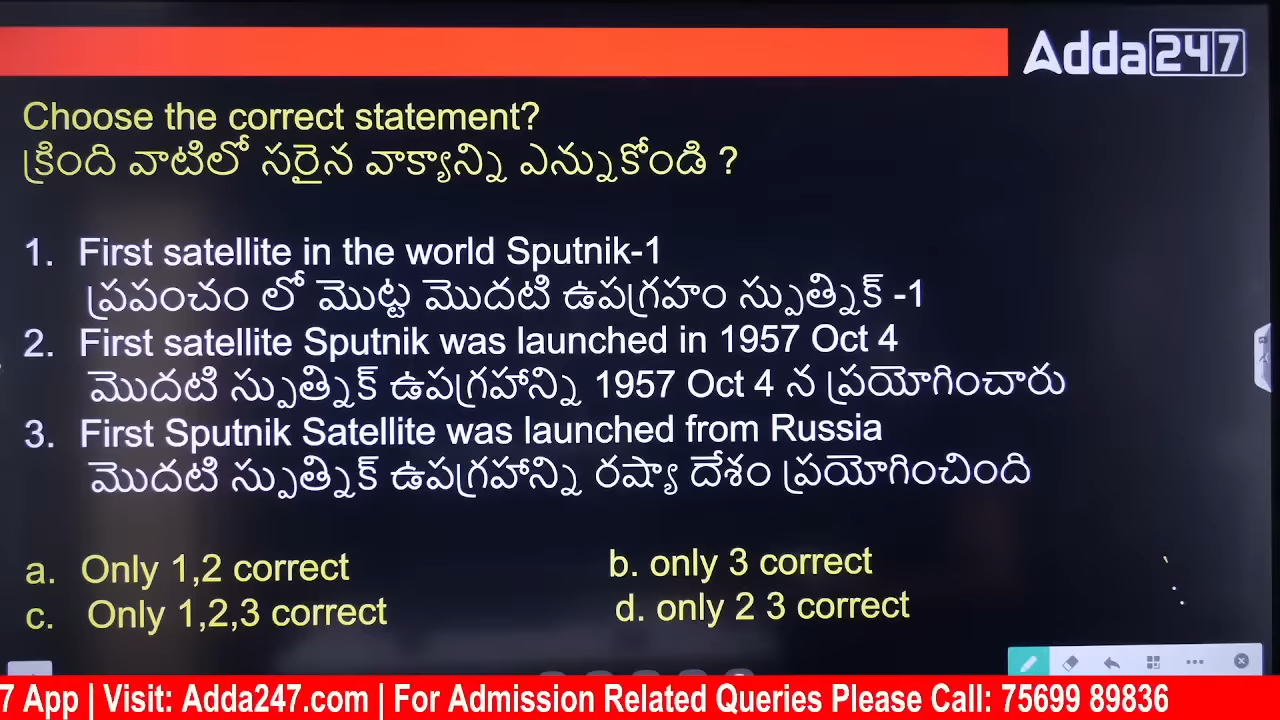 Adda247
Choose the correct statement?
క్రింది వాటిలో సరైన వాక్యాన్ని ఎన్నుకోండి ?
1. First satellite in the world Sputnik-1
ప్రపంచం లో మొట్ట మొదటి ఉపగ్రహం స్పుత్నిక్ -1
2. First satellite Sputnik was launched in 1957 Oct 4
మొదటి స్పుత్నిక్ ఉపగ్రహాన్ని 1957 Oct 4 న ప్రయోగించారు
3. First Sputnik Satellite was launched from Russia
మొదటి స్పుత్నిక్ ఉపగ్రహాన్ని రష్యా దేశం ప్రయోగించింది
a. Only 1,2 correct b. only 3 correct
c. Only 1,2,3 correct d. only 2 3 correct
7 App | Visit: Adda247.com | For Admission Related Queries Please Call: 75699 89836